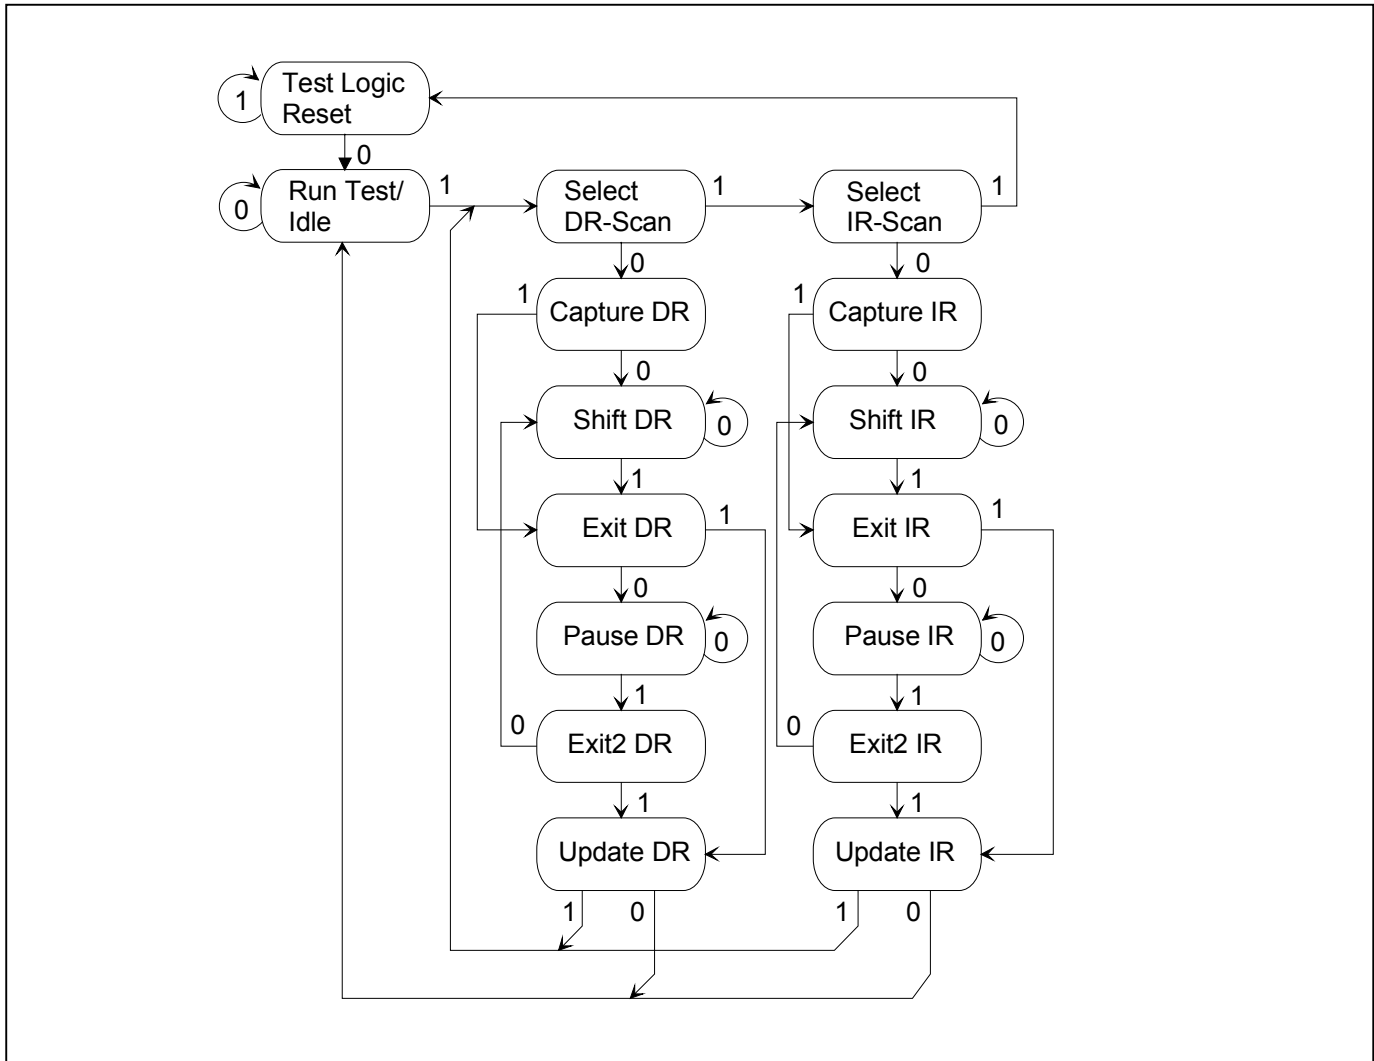 Test Logic
Reset
1
0
Run Test/
Idle
0
1
Select
DR-Scan
1
Select
IR-Scan
1
0
0
1
Capture DR
1
Capture IR
0
0
Shift DR
0
Shift IR
0
1
1
Exit DR
1
Exit IR
1
0
0
Pause DR
0
Pause IR
0
1
1
0
Exit2 DR
0
Exit2 IR
1
1
Update DR
Update IR
1
0
1
0